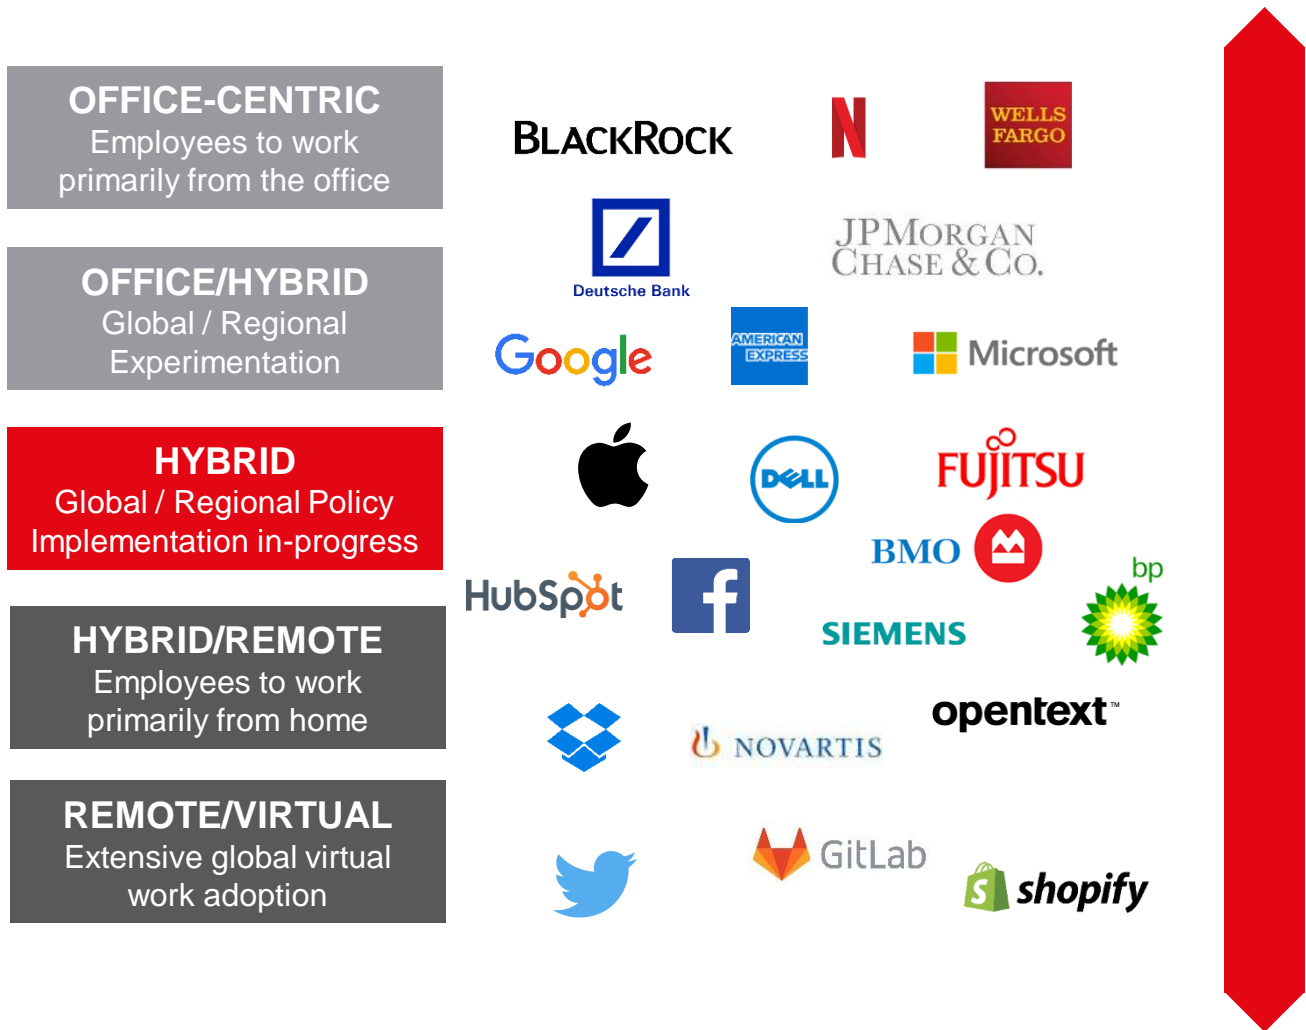 OFFICE-CENTRIC
Employees to work
primarily from the office
BLACKROCK
N
WELLS
FARGO
Deutsche Bank
JPMORGAN
CHASE & CO.
OFFICE/HYBRID
Global / Regional
Experimentation
Google
AMERICAN
EXPRESS
Microsoft
HYBRID
Global / Regional Policy
Implementation in-progress
DELL
FUJITSU
BMO
HubSpot
f
SIEMENS
bp
HYBRID/REMOTE
Employees to work
primarily from home
NOVARTIS
opentext™
REMOTE/VIRTUAL
Extensive global virtual
work adoption
GitLab
S shopify